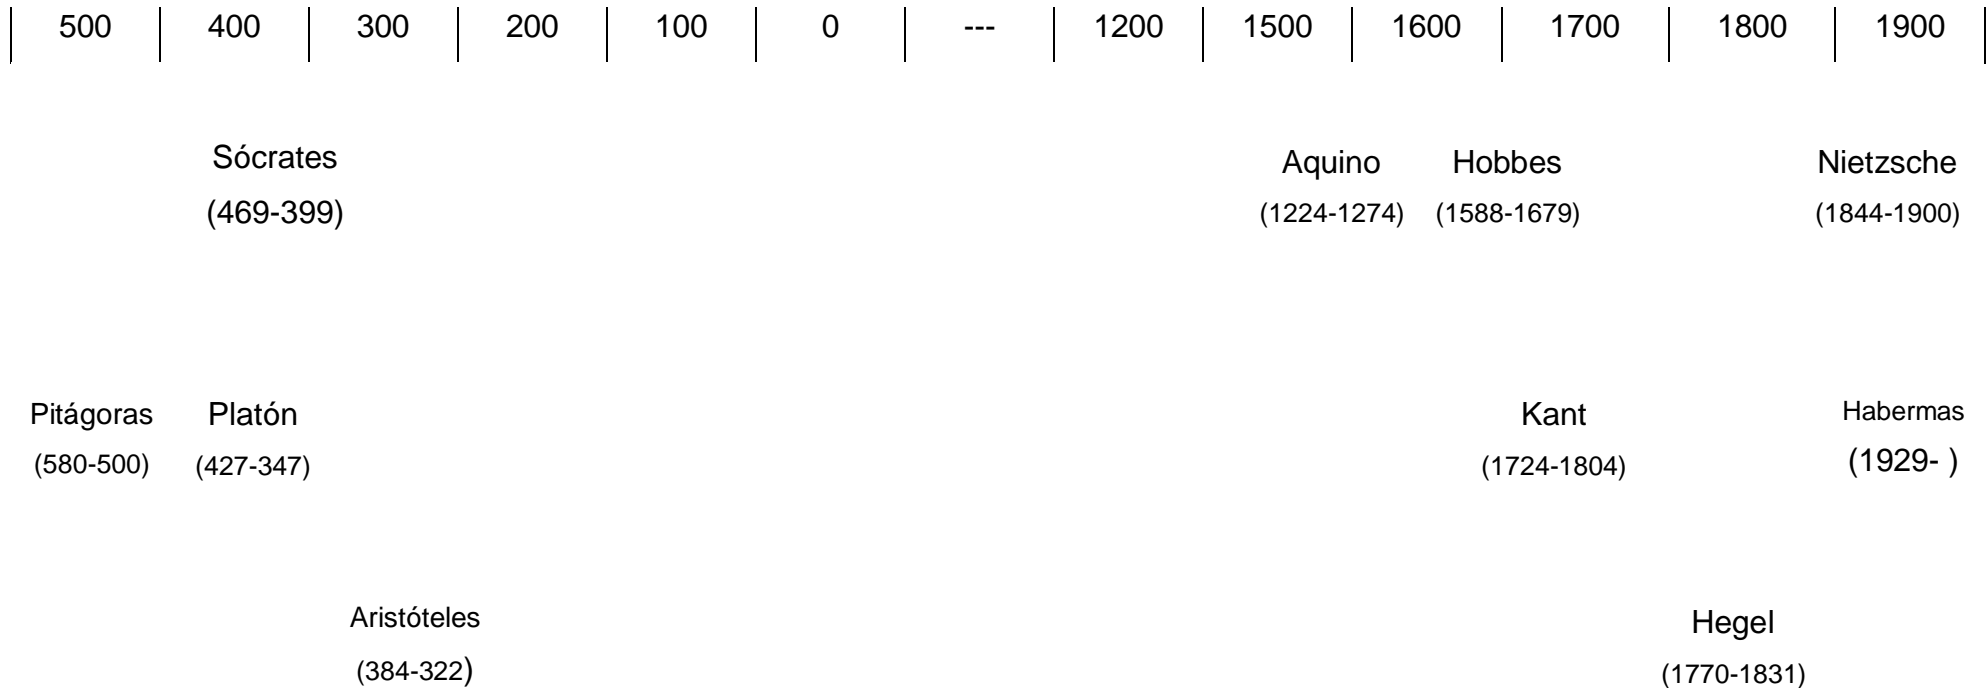 500 400 300 200 100 0 --- 1200 1500 1600 1700 1800 1900
Sócrates Aquino Hobbes Nietzsche
(469-399) (1224-1274) (1588-1679) (1844-1900)
Pitágoras Platón Kant Habermas
(580-500) (427-347) (1724-1804) (1929- )
Aristóteles Hegel
(384-322) (1770-1831)